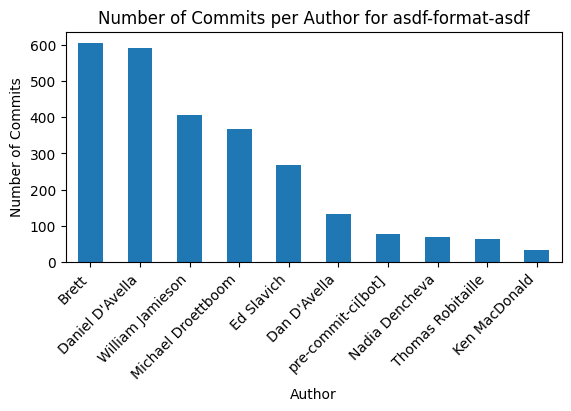 Number of Commits per Author for asdf-format-asdf
Number of Commits
600
500
400
300
200
100
0
Brett
Daniel D'Avella
William Jamieson
Michael Droettboom
Ed Slavich
Dan D'Avella
pre-commit-ci[bot]
Nadia Dencheva
Thomas Robitaille
Ken MacDonald
Author